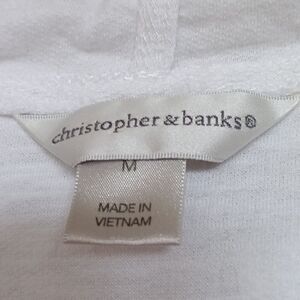 christopher & banks®
M
MADE IN
VIETNAM